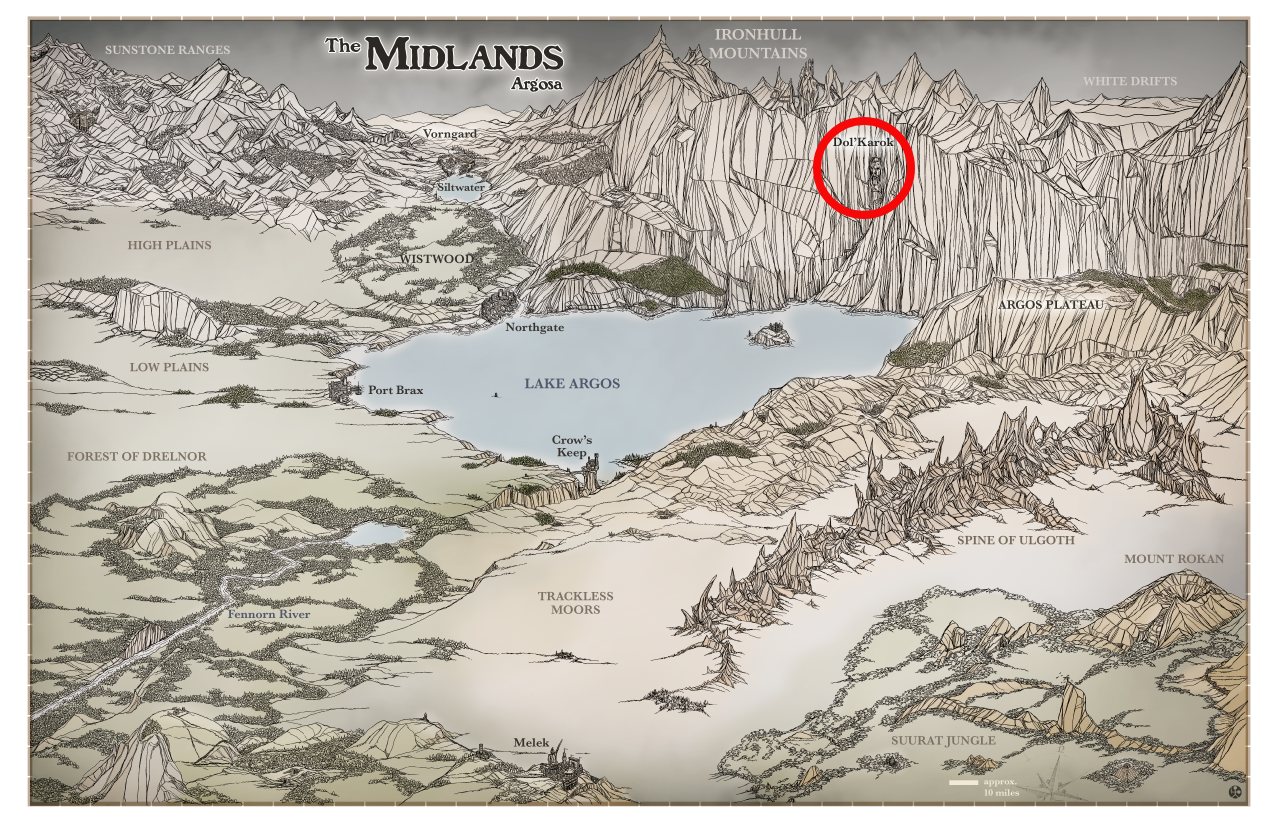 The MIDLANDS
Argosa
SUNSTONE RANGES
IRONHULL
MOUNTAINS
WHITE DRIFTS
Vorngard
Dol'Karok
Siltwater
HIGH PLAINS
WISTWOOD
ARGOS PLATEAU
Northgate
LOW PLAINS
LAKE ARGOS
Port Brax
Crow's
Keep
FOREST OF DRELNOR
SPINE OF ULGOTH
MOUNT ROKAN
TRACKLESS
MOORS
Fennorn River
Melek
SUURAT JUNGLE
approx.
10 miles